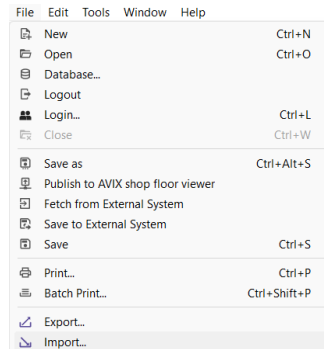 File Edit Tools Window Help
New Ctrl+N
Open Ctrl+O
Database...
Logout
Login... Ctrl+L
Close Ctrl+W
Save as Ctrl+Alt+S
Publish to AVIX shop floor viewer
Fetch from External System
Save to External System
Save Ctrl+S
Print... Ctrl+P
Batch Print... Ctrl+Shift+P
Export...
Import...